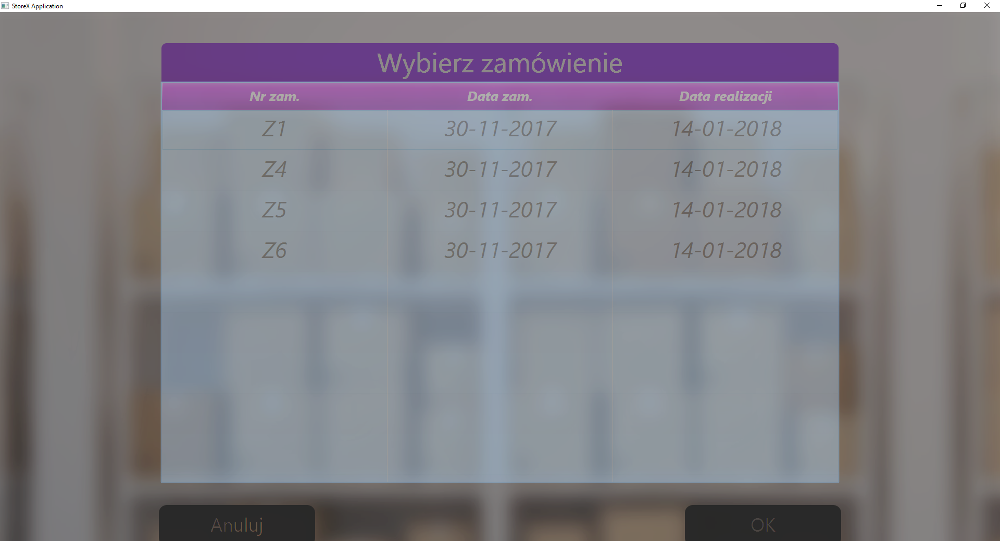 StoreX Application
Wybierz zamówienie
Nr zam. Data zam. Data realizacji
Z1 30-11-2017 14-01-2018
Z4 30-11-2017 14-01-2018
Z5 30-11-2017 14-01-2018
Z6 30-11-2017 14-01-2018
Anuluj OK